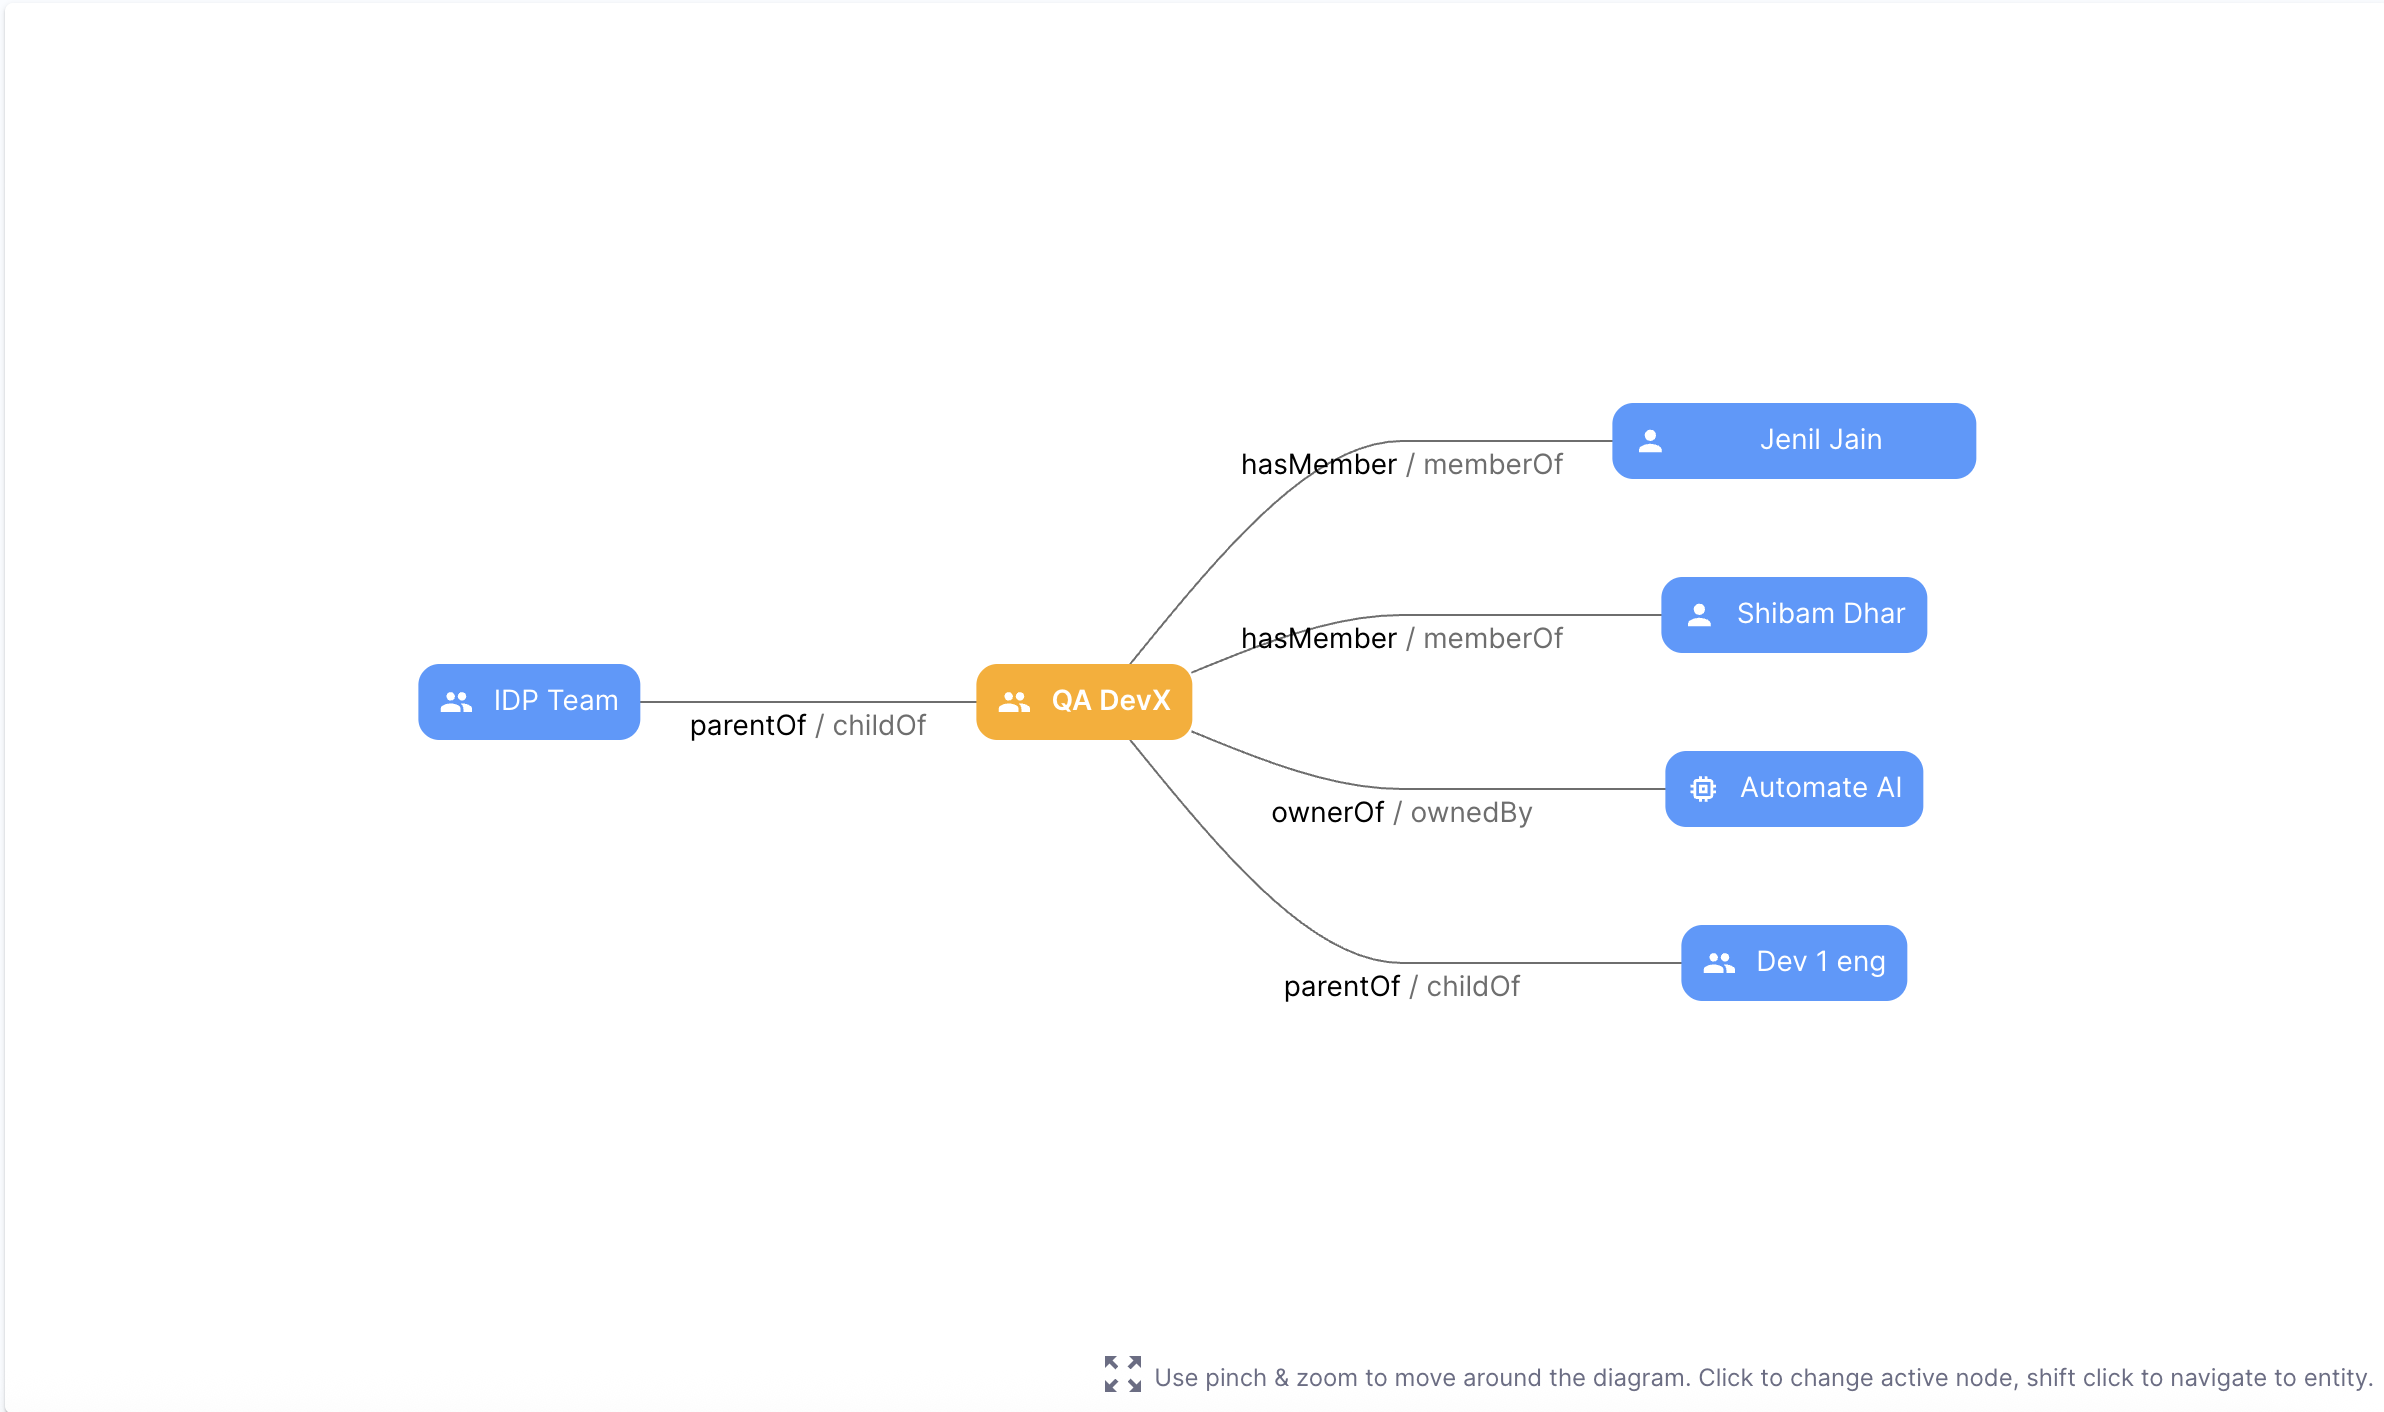 Jenil Jain
hasMember / memberOf
Shibam Dhar
hasMember / memberOf
IDP Team
parentOf / childOf
QA DevX
Automate AI
ownerOf / ownedBy
Dev 1 eng
parentOf / childOf
Use pinch & zoom to move around the diagram. Click to change active node, shift click to navigate to entity.